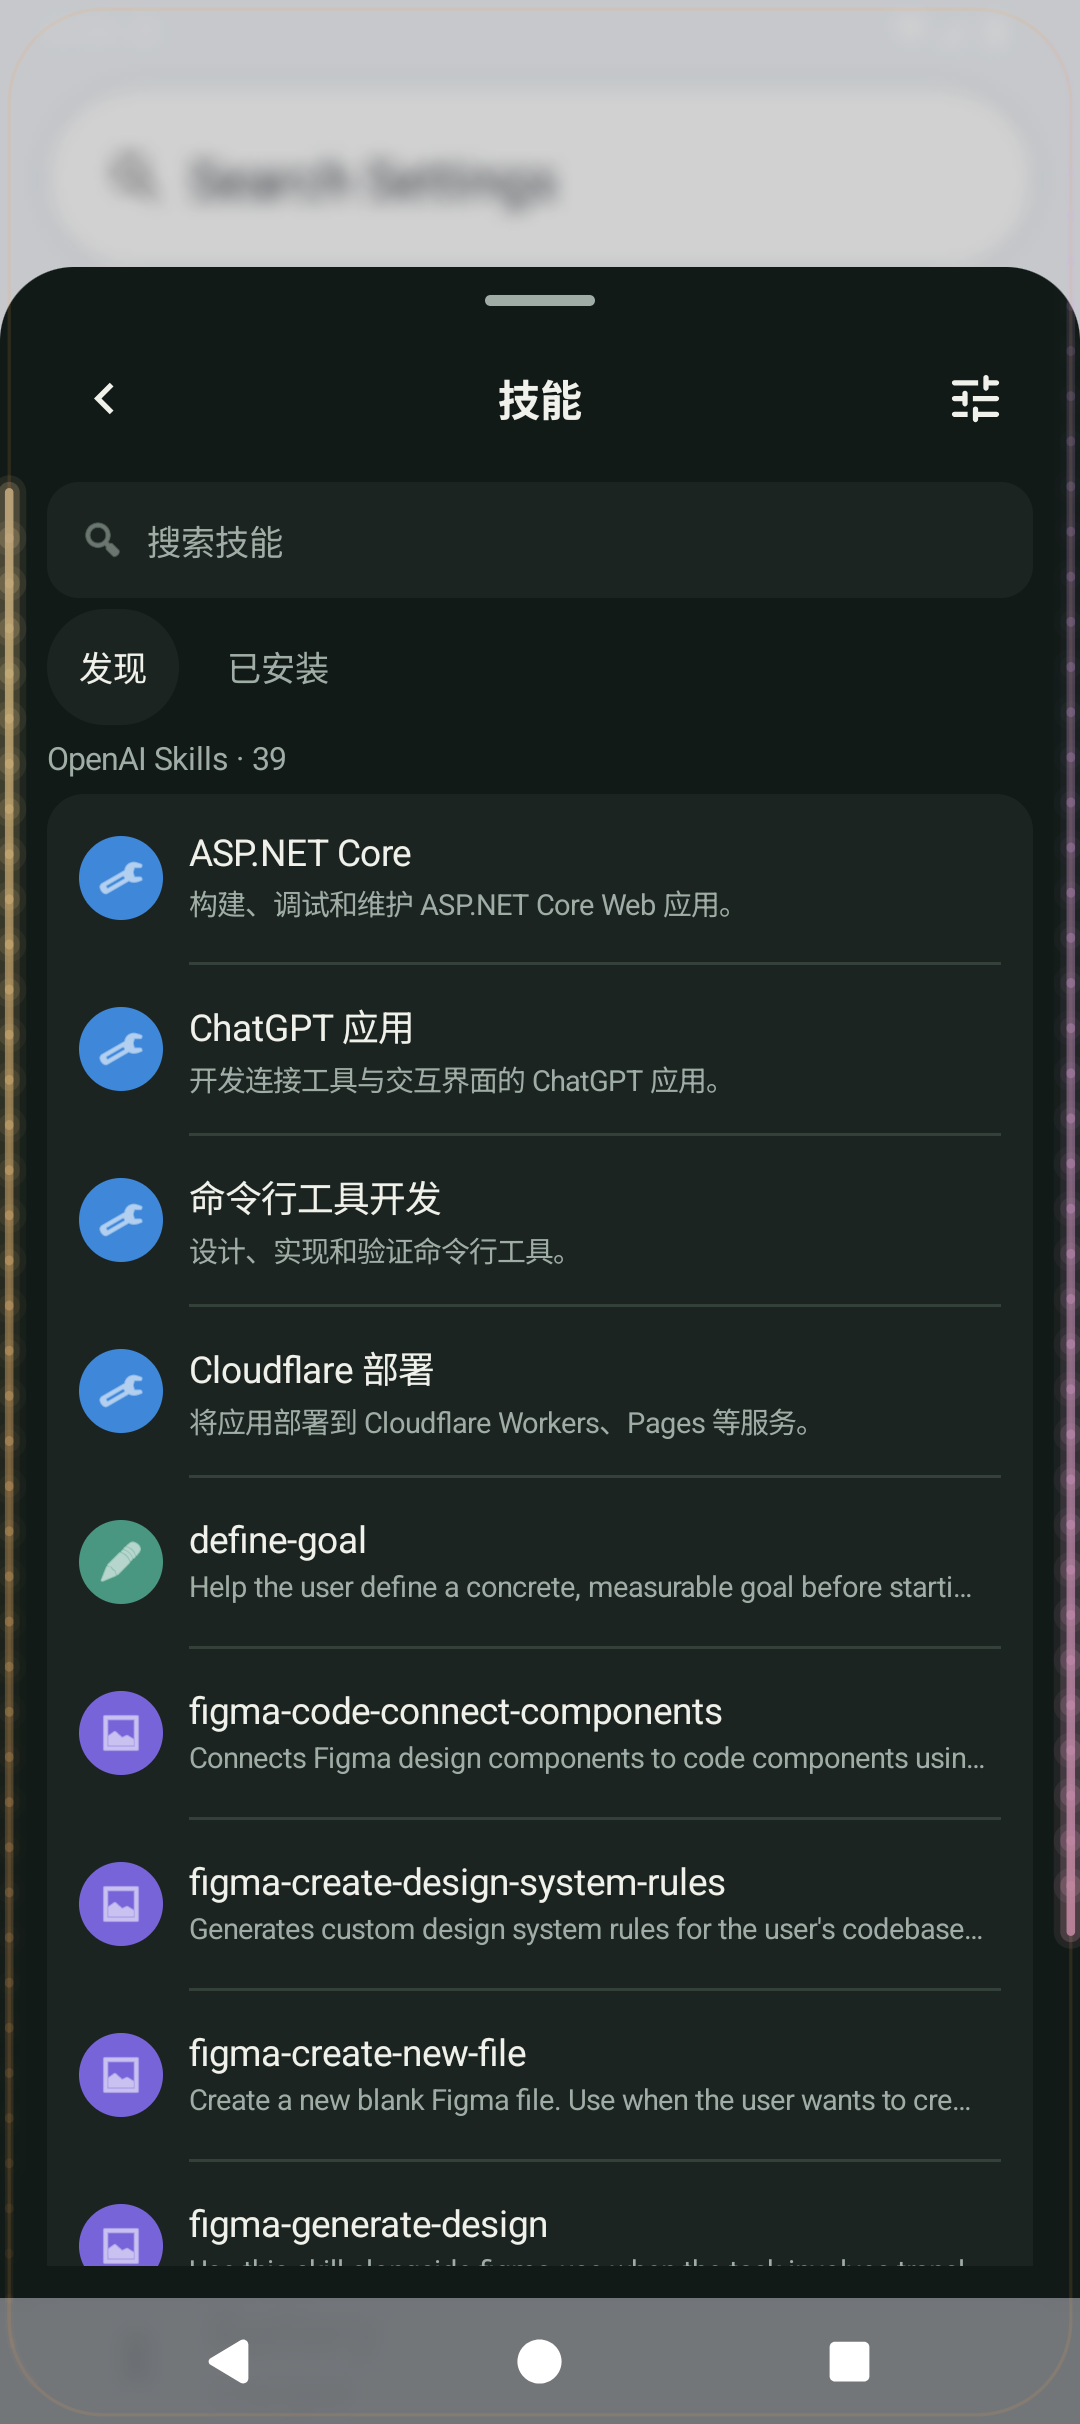 Search Settings
技能
搜索技能
发现
已安装
OpenAI Skills · 39
ASP.NET Core
构建、调试和维护 ASP.NET Core Web 应用。
ChatGPT 应用
开发连接工具与交互界面的 ChatGPT 应用。
命令行工具开发
设计、实现和验证命令行工具。
Cloudflare 部署
将应用部署到 Cloudflare Workers、Pages 等服务。
define-goal
Help the user define a concrete, measurable goal before starti…
figma-code-connect-components
Connects Figma design components to code components usin…
figma-create-design-system-rules
Generates custom design system rules for the user's codebase…
figma-create-new-file
Create a new blank Figma file. Use when the user wants to cre…
figma-generate-design